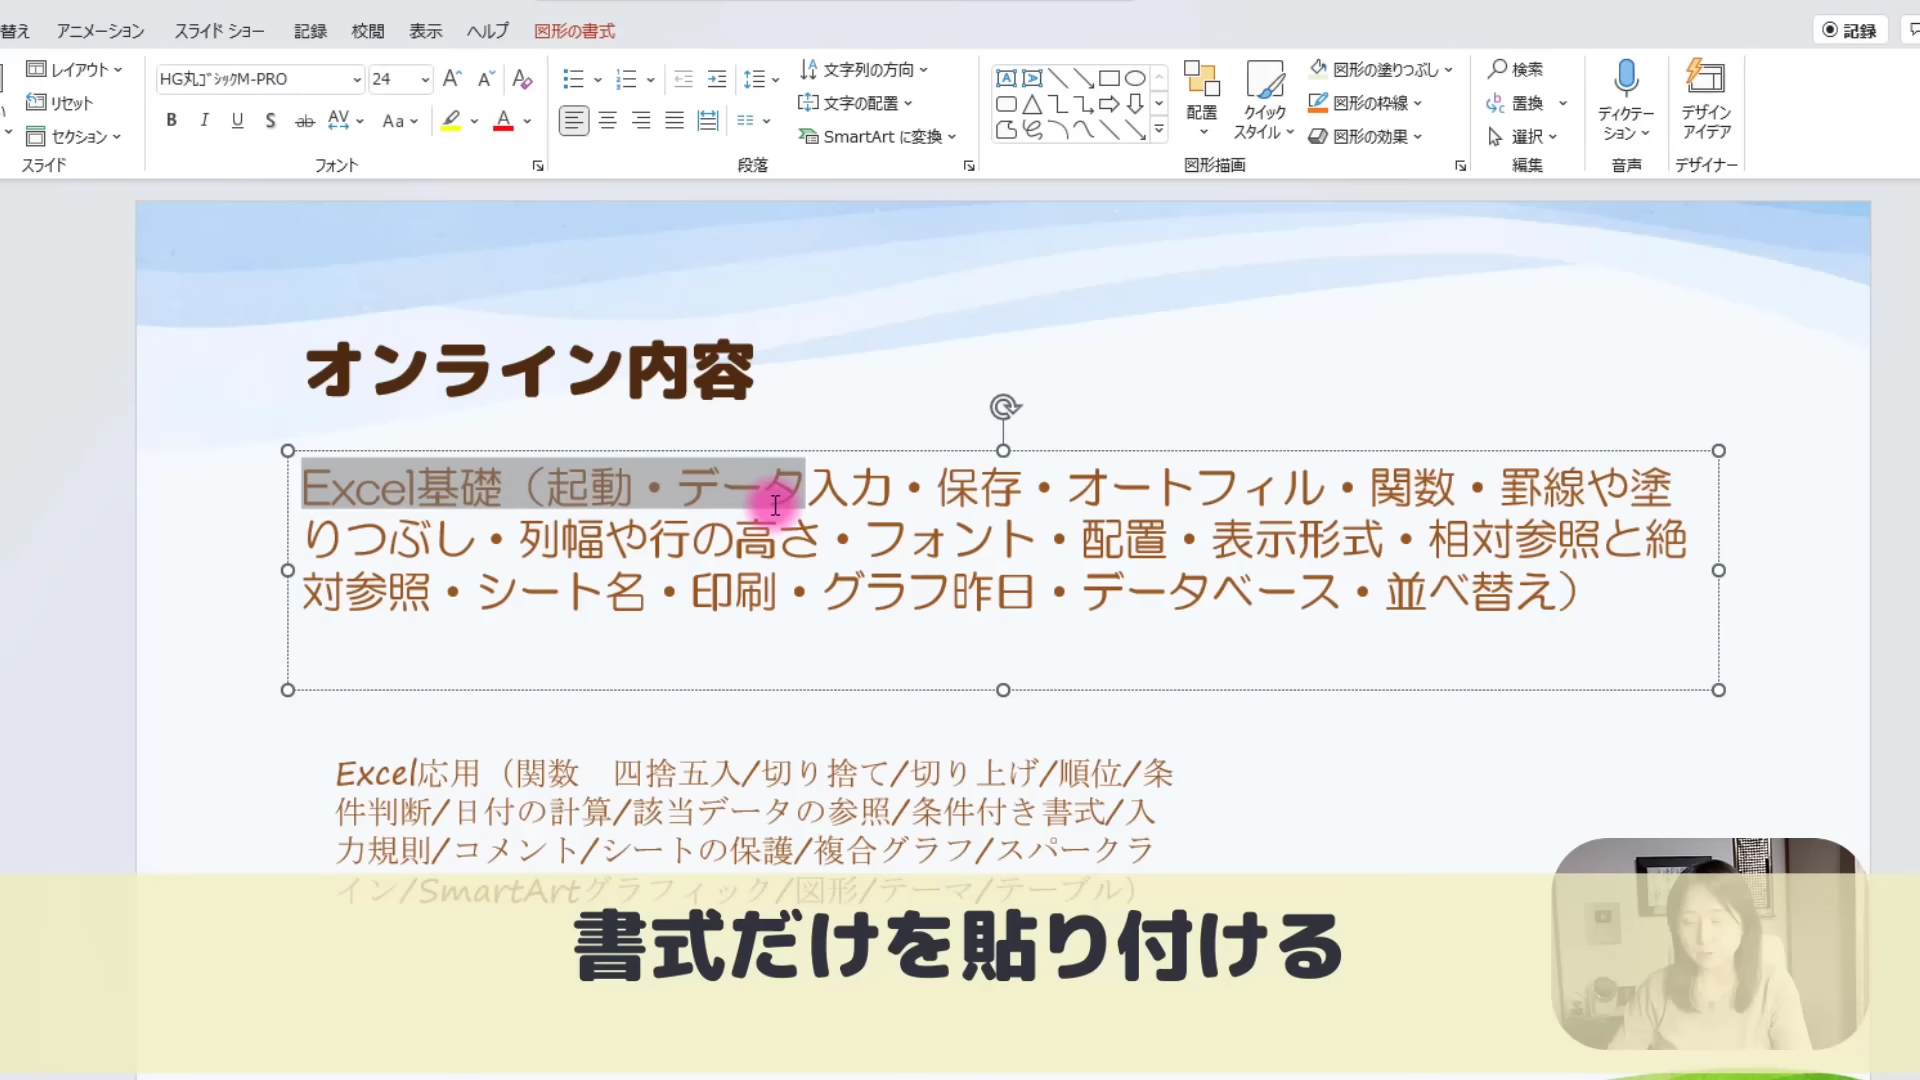 替え アニメーション スライド ショー 記録 校閲 表示 ヘルプ 図形の書式 記録
レイアウト HG丸ｺﾞｼｯｸM-PRO 24 文字列の方向 図形の塗りつぶし 検索
リセット 文字の配置 配置 クイック スタイル 図形の枠線 置換 ディクテーション デザイン アイデア
セクション B I U S ab AV Aa A SmartArt に変換 図形の効果 選択
スライド フォント 段落 図形描画 編集 音声 デザイナー
オンライン内容
Excel基礎（起動・データ入力・保存・オートフィル・関数・罫線や塗
りつぶし・列幅や行の高さ・フォント・配置・表示形式・相対参照と絶
対参照・シート名・印刷・グラフ昨日・データベース・並べ替え）
Excel応用（関数　四捨五入/切り捨て/切り上げ/順位/条
件判断/日付の計算/該当データの参照/条件付き書式/入
力規則/コメント/シートの保護/複合グラフ/スパークラ
イン/SmartArtグラフィック/図形/テーマ/テーブル）
書式だけを貼り付ける